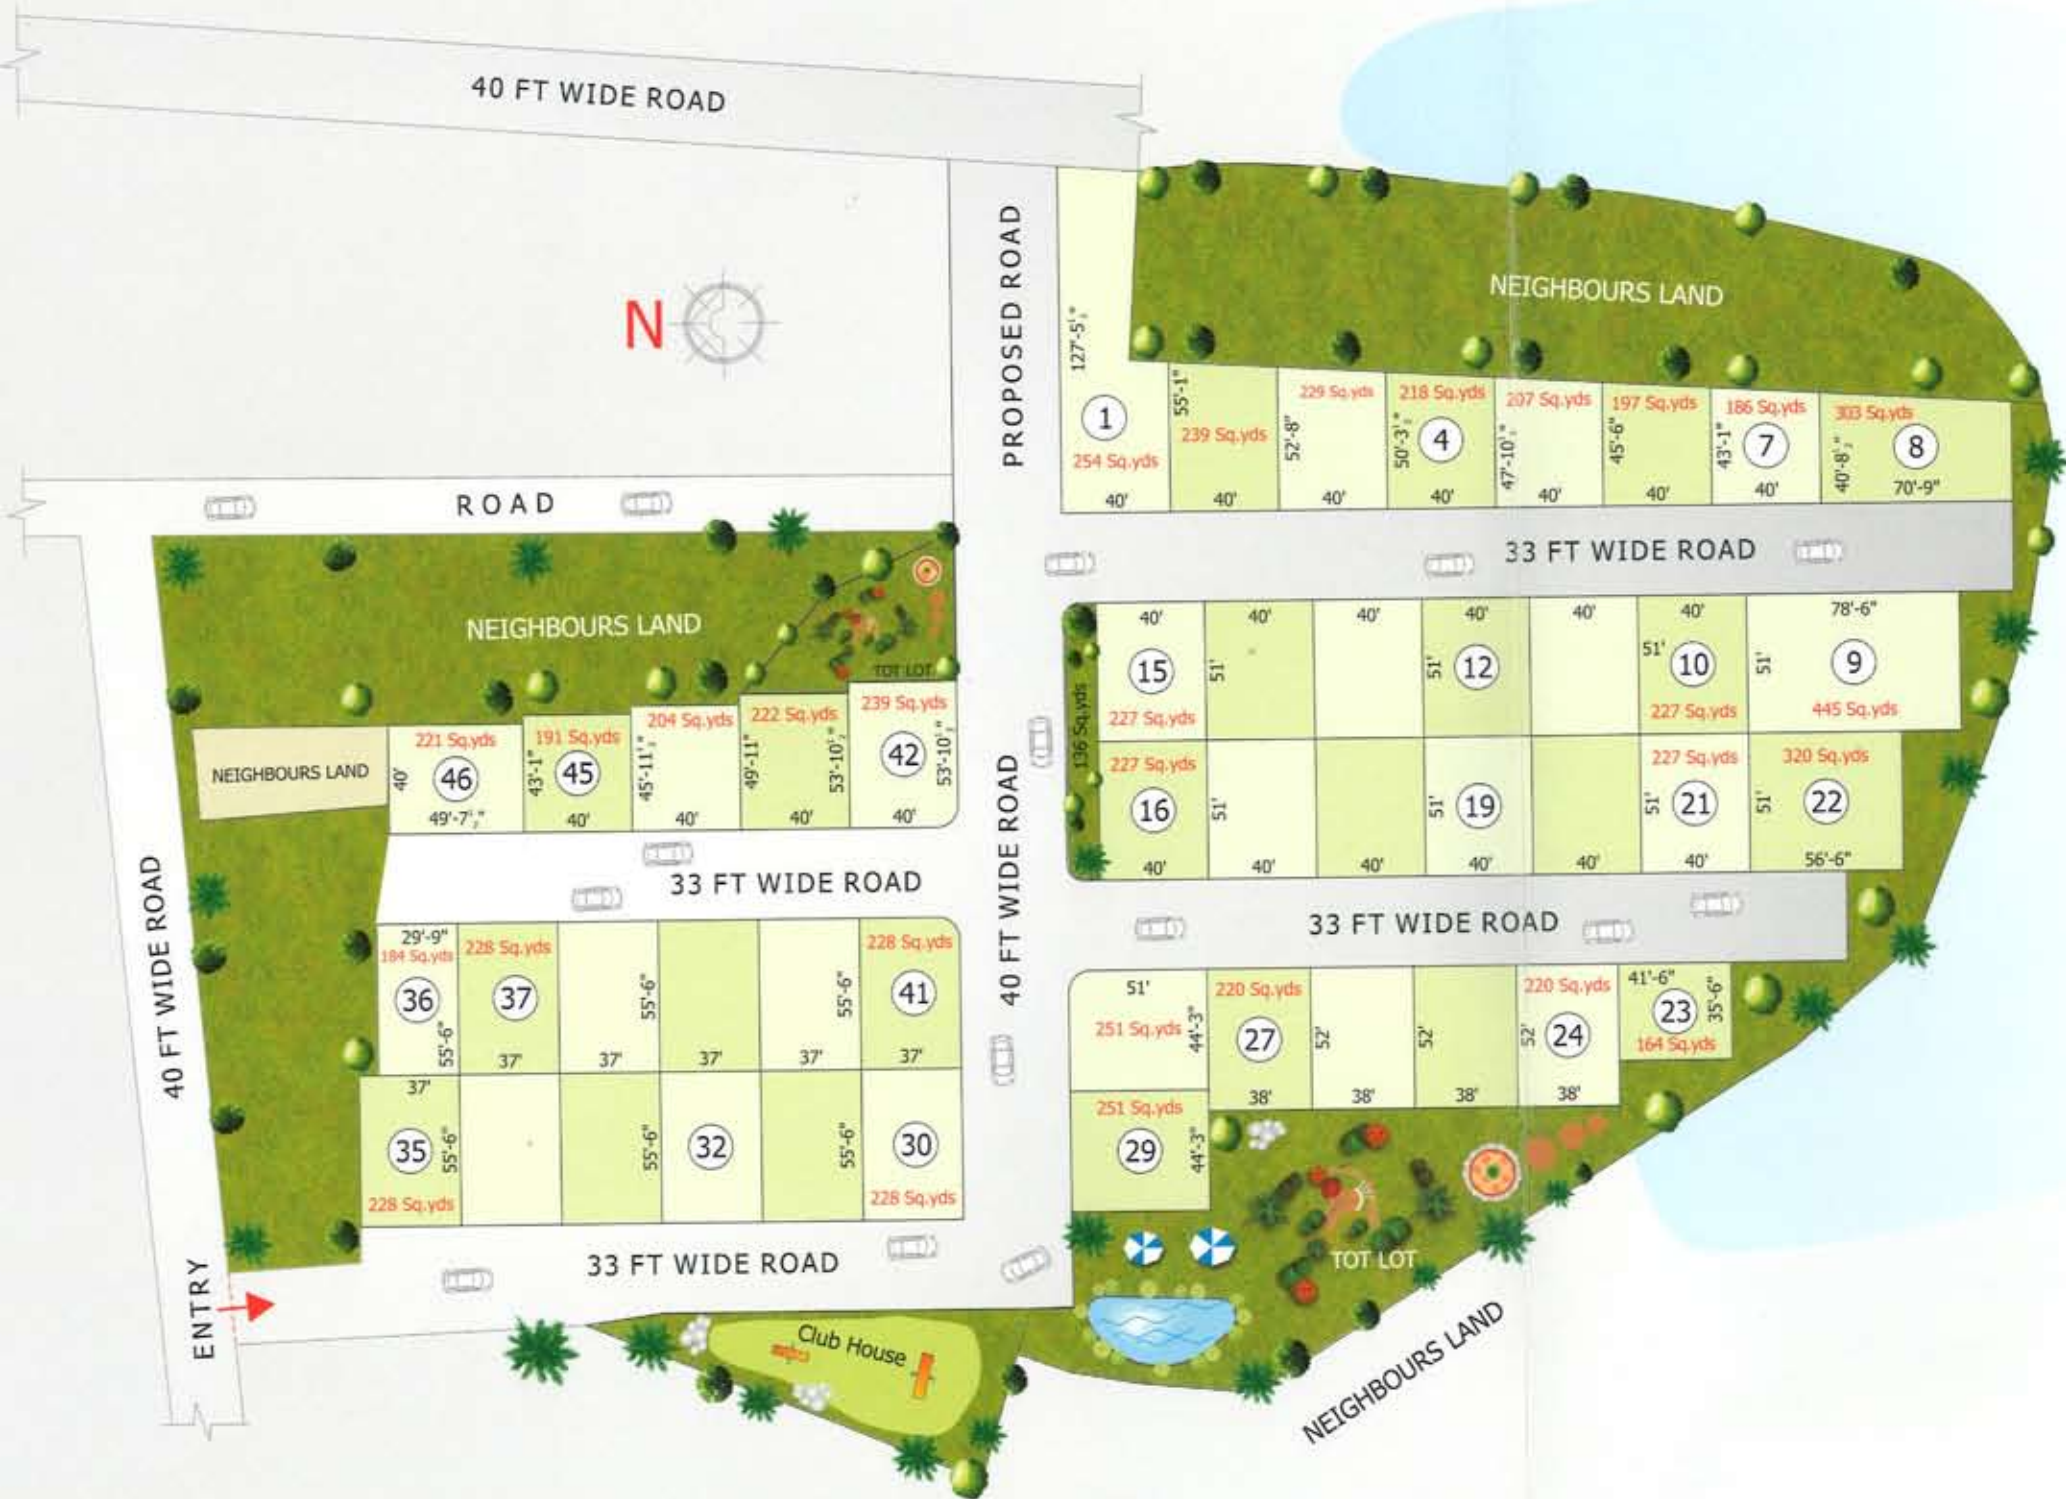 40 FT WIDE ROAD
N
PROPOSED ROAD
NEIGHBOURS LAND
127'-5½"
1
254 Sq.yds
40'
55'-1"
239 Sq.yds
40'
229 Sq.yds
52'-8"
40'
218 Sq.yds
50'-3½"
4
40'
207 Sq.yds
47'-10½"
40'
197 Sq.yds
45'-6"
40'
186 Sq.yds
43'-1"
7
40'
303 Sq.yds
40'-8½"
8
70'-9"
ROAD
33 FT WIDE ROAD
NEIGHBOURS LAND
TOT LOT
136 Sq.yds
40'
15
227 Sq.yds
40'
51'
40'
40'
51'
12
40'
40'
51'
10
227 Sq.yds
78'-6"
51'
9
445 Sq.yds
227 Sq.yds
16
40'
51'
40'
40'
51'
19
40'
40'
227 Sq.yds
51'
21
40'
320 Sq.yds
51'
22
56'-6"
NEIGHBOURS LAND
221 Sq.yds
40'
46
49'-7½"
191 Sq.yds
43'-1"
45
40'
204 Sq.yds
45'-11½"
40'
222 Sq.yds
49'-11"
53'-10½"
40'
239 Sq.yds
42
53'-10½"
40'
40 FT WIDE ROAD
33 FT WIDE ROAD
40 FT WIDE ROAD
33 FT WIDE ROAD
29'-9"
184 Sq.yds
36
55'-6"
228 Sq.yds
37
37'
55'-6"
37'
37'
55'-6"
37'
228 Sq.yds
41
37'
37'
35
55'-6"
228 Sq.yds
55'-6"
32
55'-6"
30
228 Sq.yds
51'
251 Sq.yds
44'-3"
251 Sq.yds
29
44'-3"
220 Sq.yds
27
38'
52'
38'
52'
38'
220 Sq.yds
52'
24
38'
41'-6"
35'-6"
23
164 Sq.yds
33 FT WIDE ROAD
ENTRY
TOT LOT
Club House
NEIGHBOURS LAND